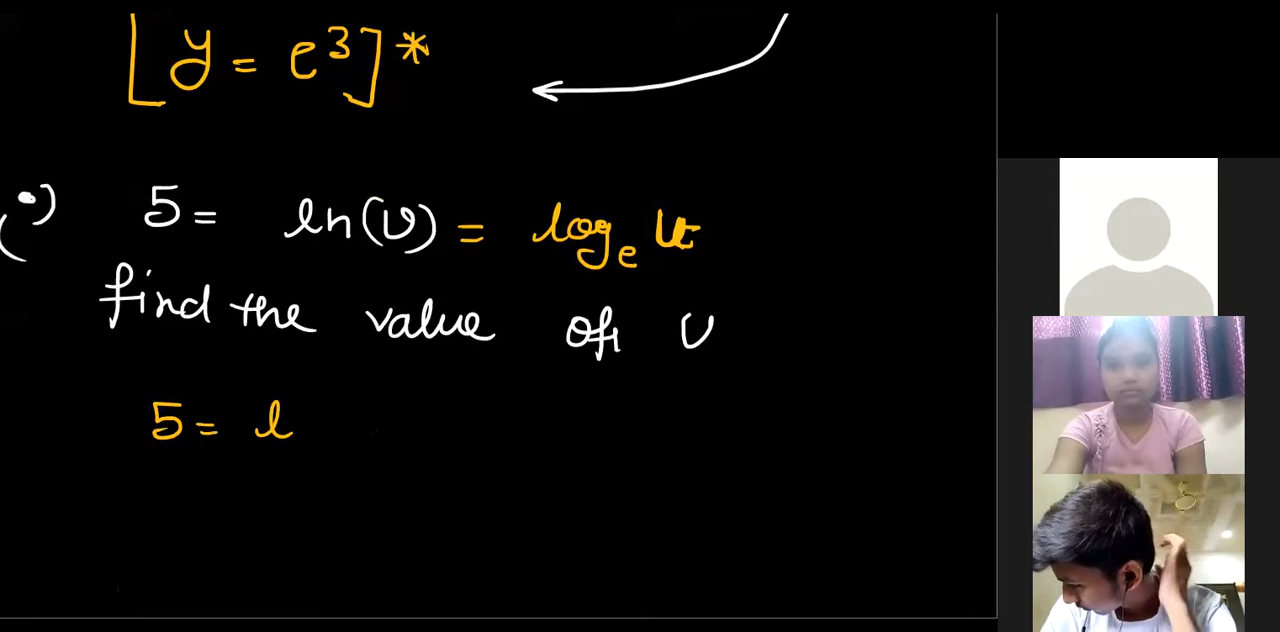 [y = e³]*
(•) 5 = ln(v) = logₑ v
find the value of v
5 = l